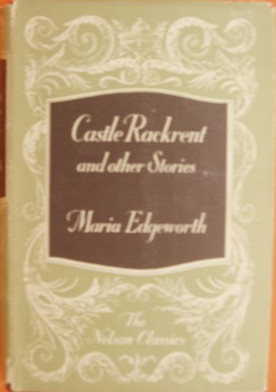 Castle Rackrent
and other Stories
Maria Edgeworth
The
Nelson Classics